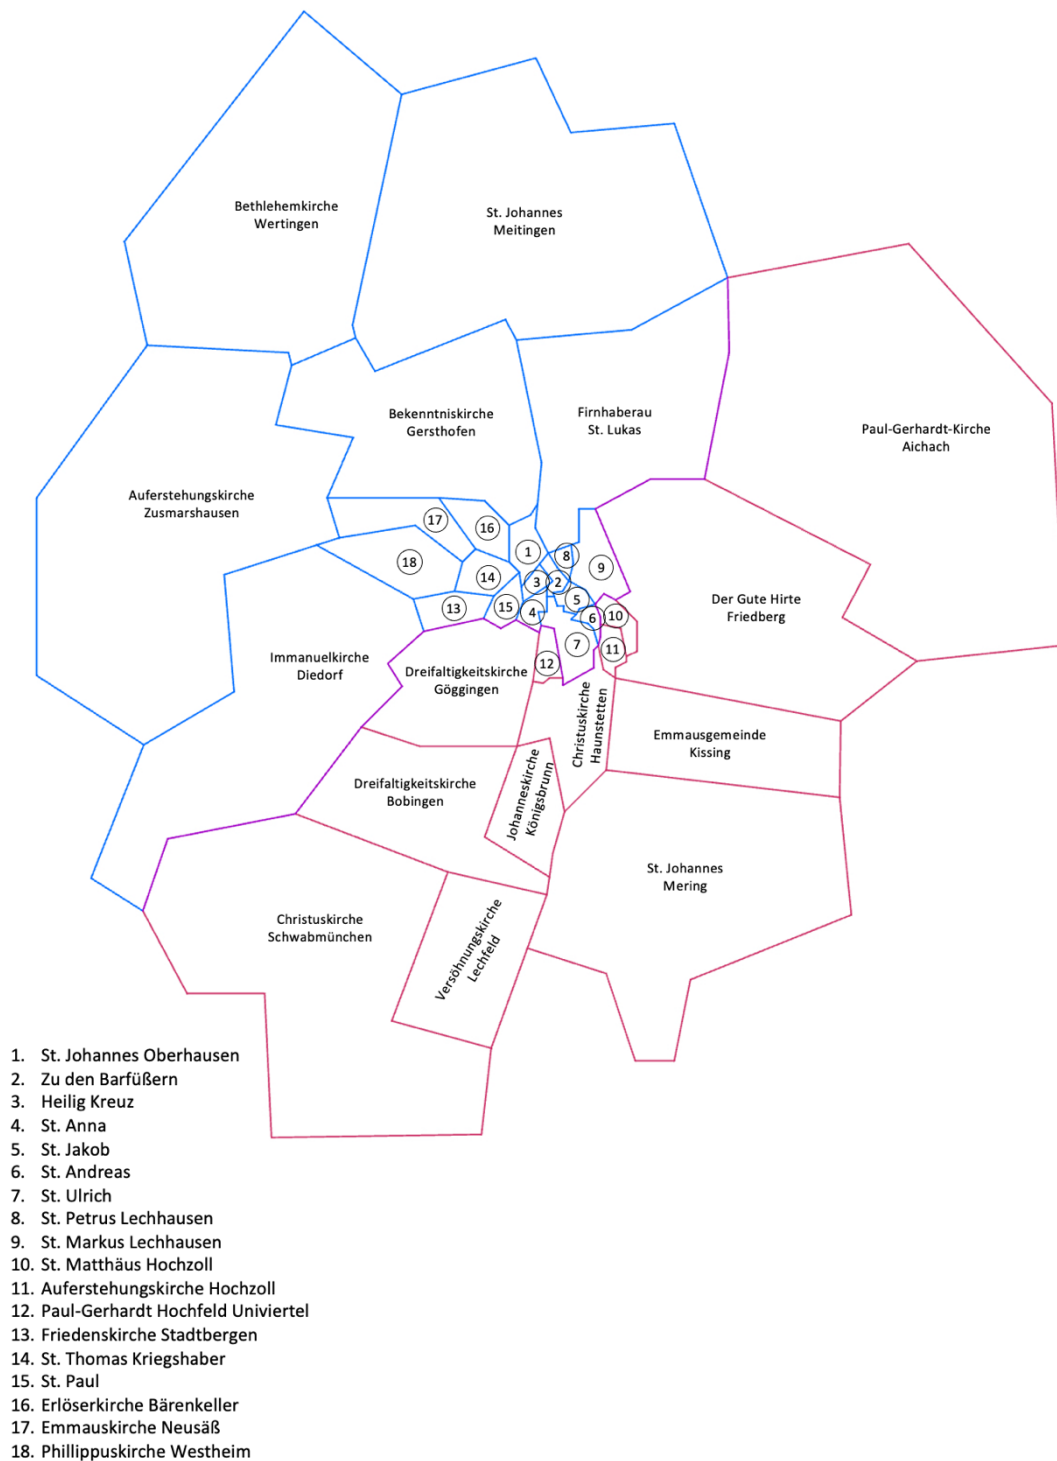 Bethlehemkirche
Wertingen
St. Johannes
Meitingen
Bekenntniskirche
Gersthofen
Firnhaberau
St. Lukas
Paul-Gerhardt-Kirche
Aichach
Auferstehungskirche
Zusmarshausen
17
16
18
1
8
9
14
3
2
13
15
4
5
6
10
7
11
12
Der Gute Hirte
Friedberg
Immanuelkirche
Diedorf
Dreifaltigkeitskirche
Göggingen
Christuskirche
Haunstetten
Emmausgemeinde
Kissing
Dreifaltigkeitskirche
Bobingen
Johanneskirche
Königsbrunn
St. Johannes
Mering
Christuskirche
Schwabmünchen
Versöhnungskirche
Lechfeld
1. St. Johannes Oberhausen
2. Zu den Barfüßern
3. Heilig Kreuz
4. St. Anna
5. St. Jakob
6. St. Andreas
7. St. Ulrich
8. St. Petrus Lechhausen
9. St. Markus Lechhausen
10. St. Matthäus Hochzoll
11. Auferstehungskirche Hochzoll
12. Paul-Gerhardt Hochfeld Univiertel
13. Friedenskirche Stadtbergen
14. St. Thomas Kriegshaber
15. St. Paul
16. Erlöserkirche Bärenkeller
17. Emmauskirche Neusäß
18. Phillippuskirche Westheim